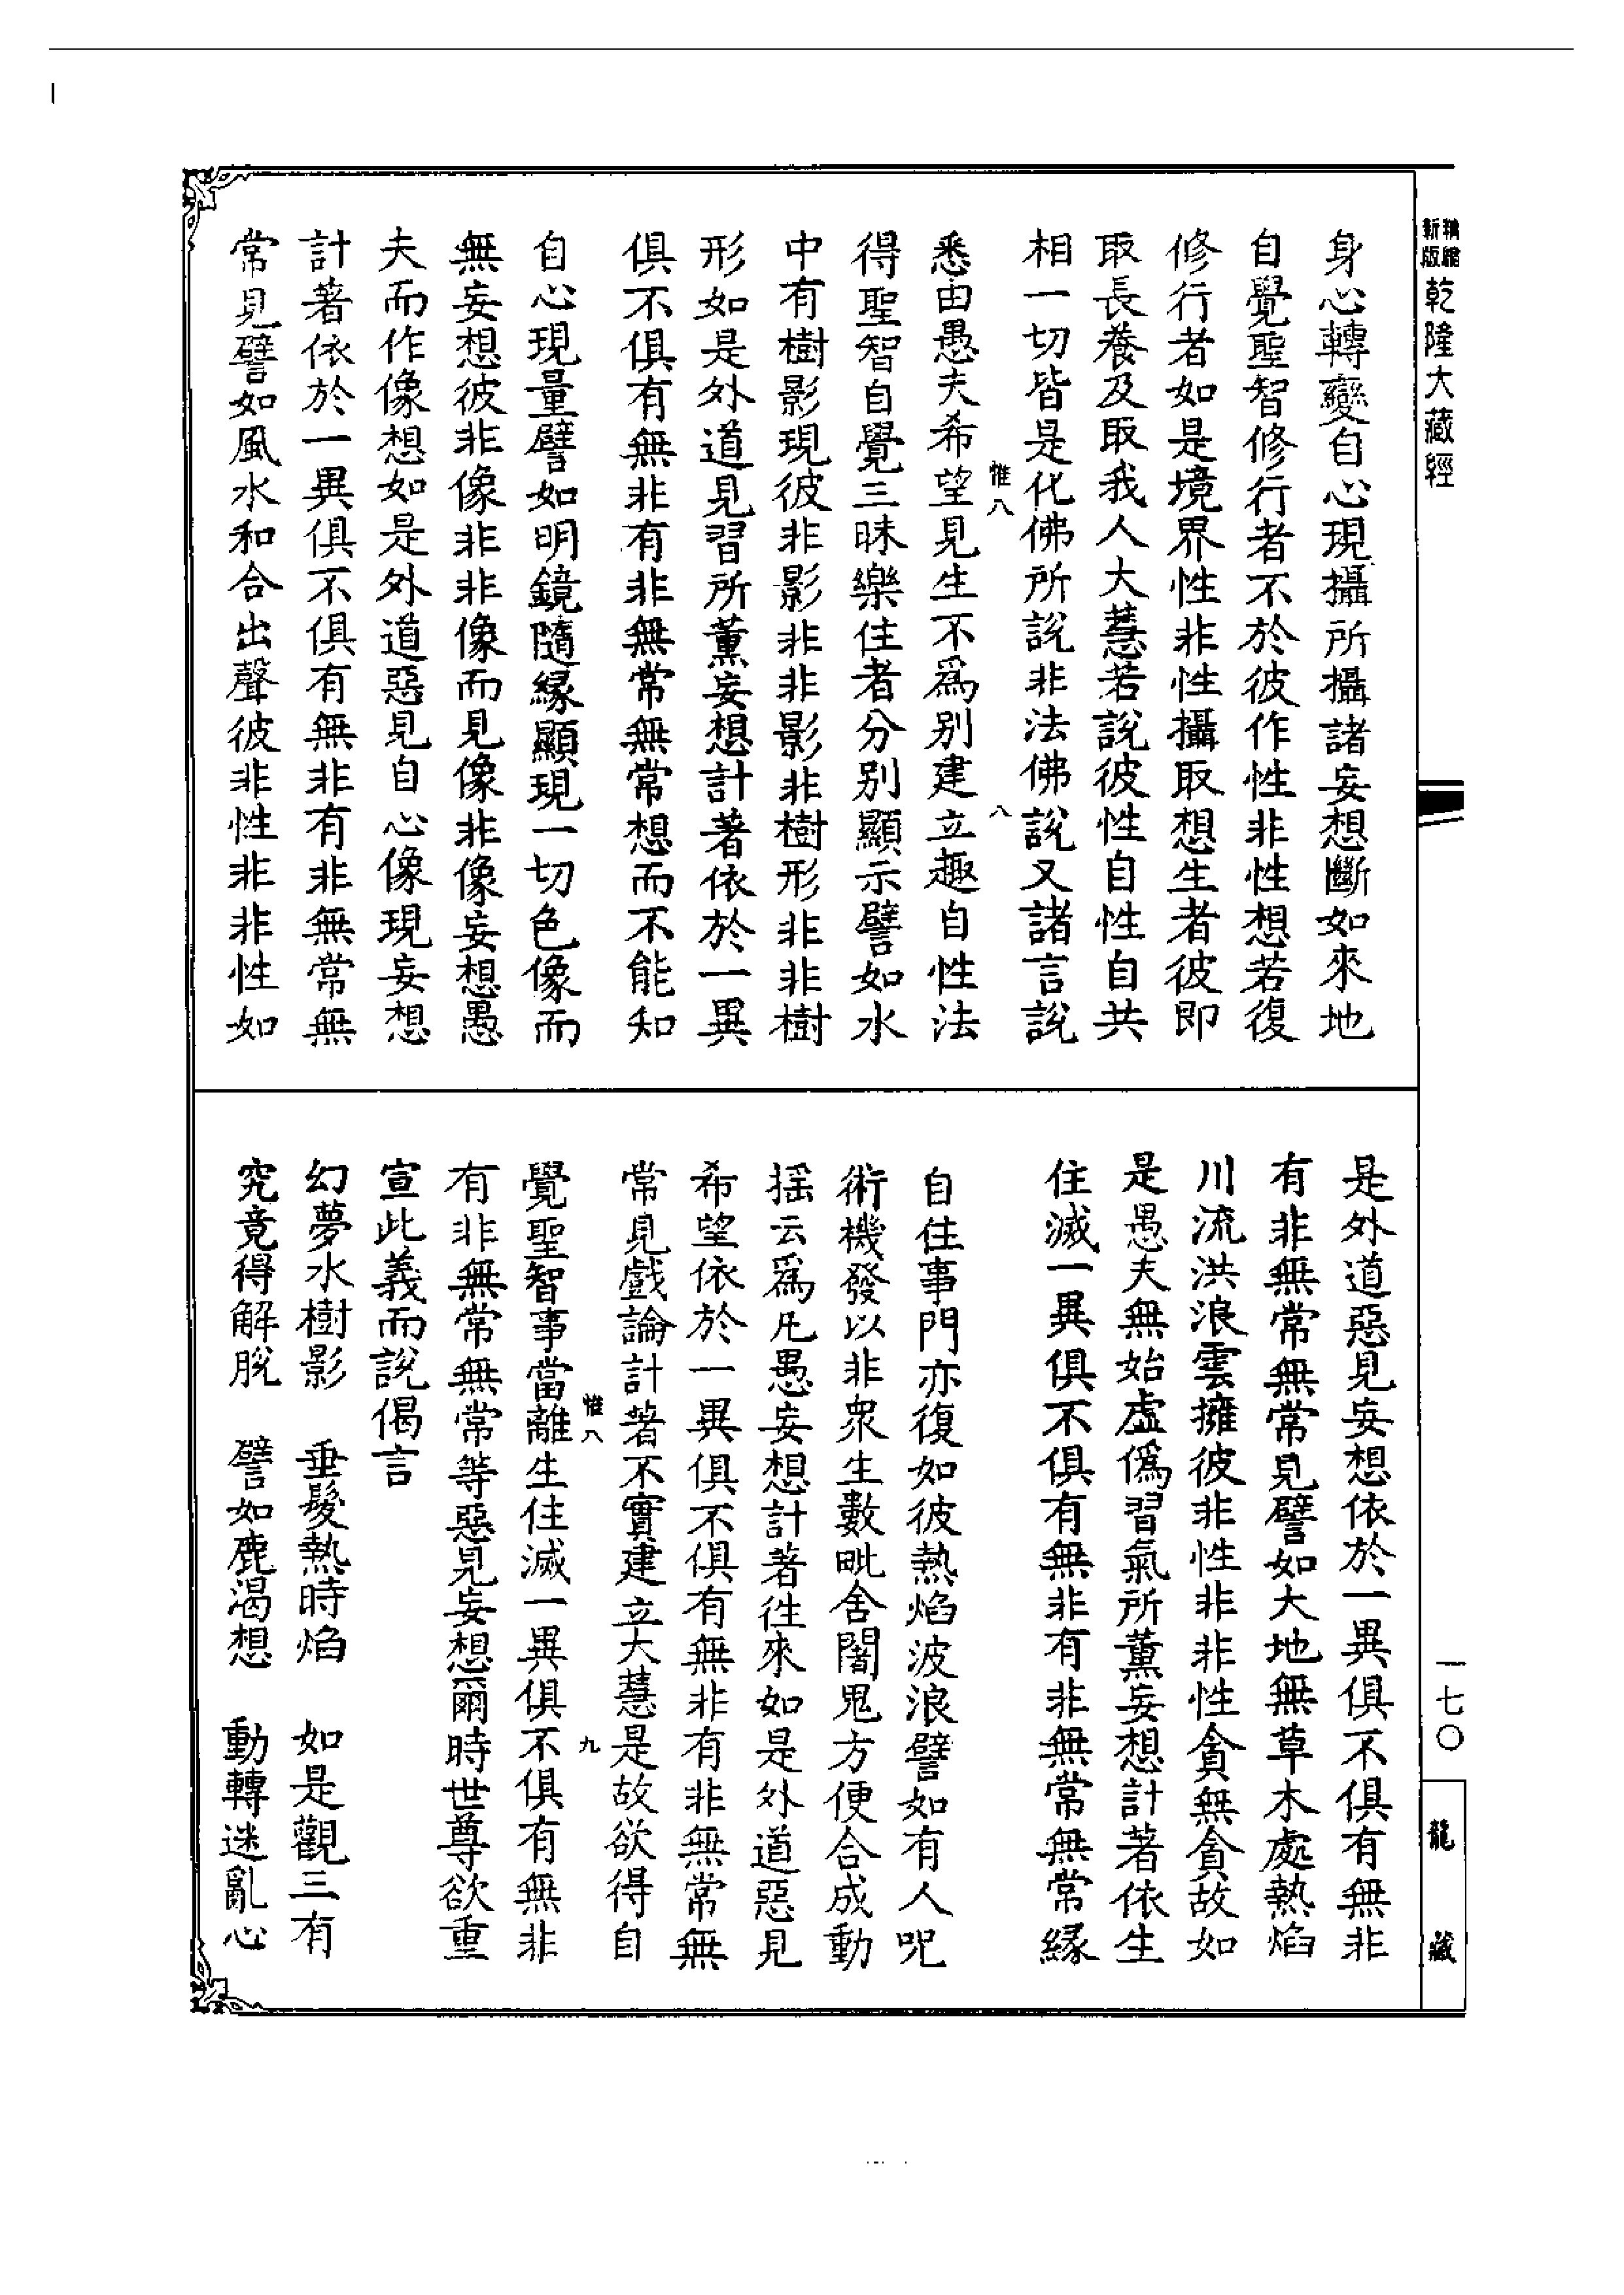 精縮
新版
乾隆大藏經
身心轉變自心現攝所攝諸妄想斷如來地
自覺聖智修行者不於彼作性非性想若復
修行者如是境界性非性攝取想生者彼即
取長養及取我人大慧若說彼性自性自共
相一切皆是化佛所說非法佛說又諸言說
惟八
八
悉由愚夫希望見生不爲別建立趣自性法
得聖智自覺三昧樂住者分別顯示譬如水
中有樹影現彼非影非非影非樹形非非樹
形如是外道見習所薰妄想計著依於一異
俱不俱有無非有非無常無常想而不能知
自心現量譬如明鏡隨緣顯現一切色像而
無妄想彼非像非非像而見像非像妄想愚
夫而作像想如是外道惡見自心像現妄想
計著依於一異俱不俱有無非有非無常無
常見譬如風水和合出聲彼非性非非性如
是外道惡見妄想依於一異俱不俱有無非
有非無常無常見譬如大地無草木處熱焰
川流洪浪雲擁彼非性非非性貪無貪故如
是愚夫無始虛僞習氣所薰妄想計著依生
住滅一異俱不俱有無非有非無常無常緣
自住事門亦復如彼熱焰波浪譬如有人呪
術機發以非眾生數毗舍闍鬼方便合成動
搖云爲凡愚妄想計著往來如是外道惡見
希望依於一異俱不俱有無非有非無常無
常見戲論計著不實建立大慧是故欲得自
惟八
九
覺聖智事當離生住滅一異俱不俱有無非
有非無常無常等惡見妄想爾時世尊欲重
宣此義而說偈言
幻夢水樹影　垂髮熱時焰　如是觀三有
究竟得解脫　譬如鹿渴想　動轉迷亂心
一七〇
龍藏